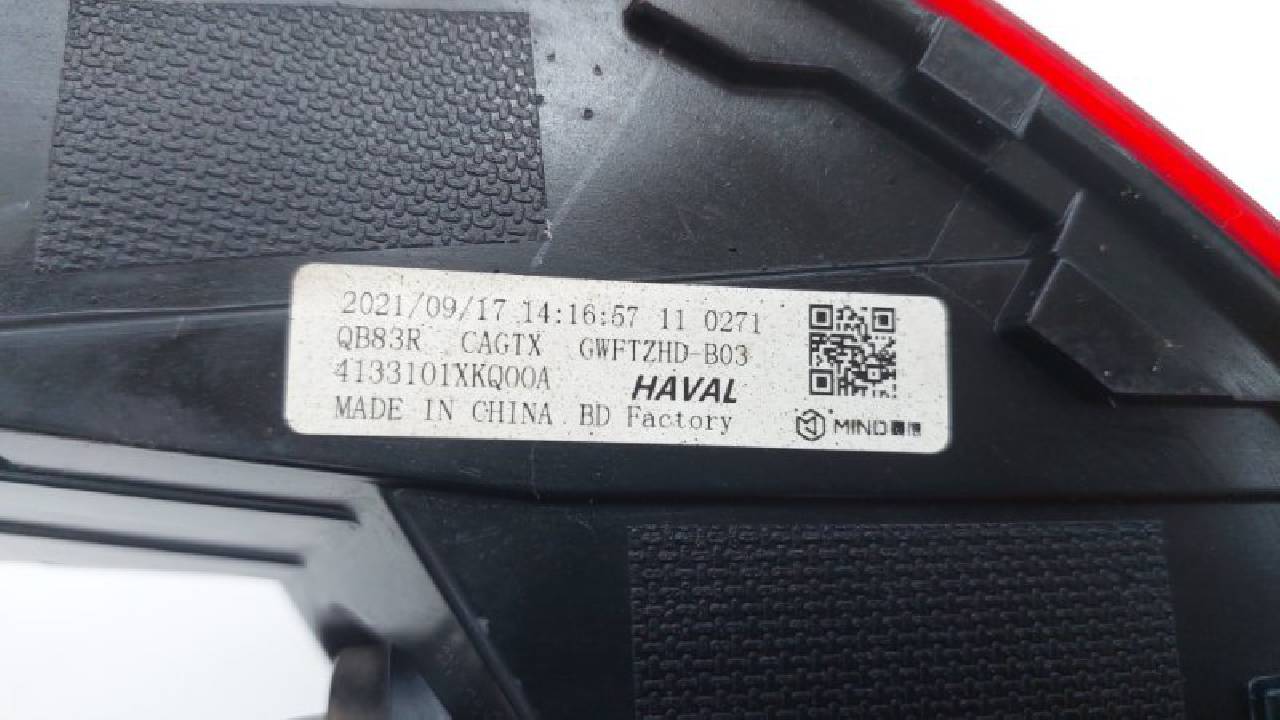 2021/09/17 14:16:57 11 0271
QB83R CAGTX GWFTZHD-B03
4133101XKQ00A HAVAL
MADE IN CHINA BD Factory MIND